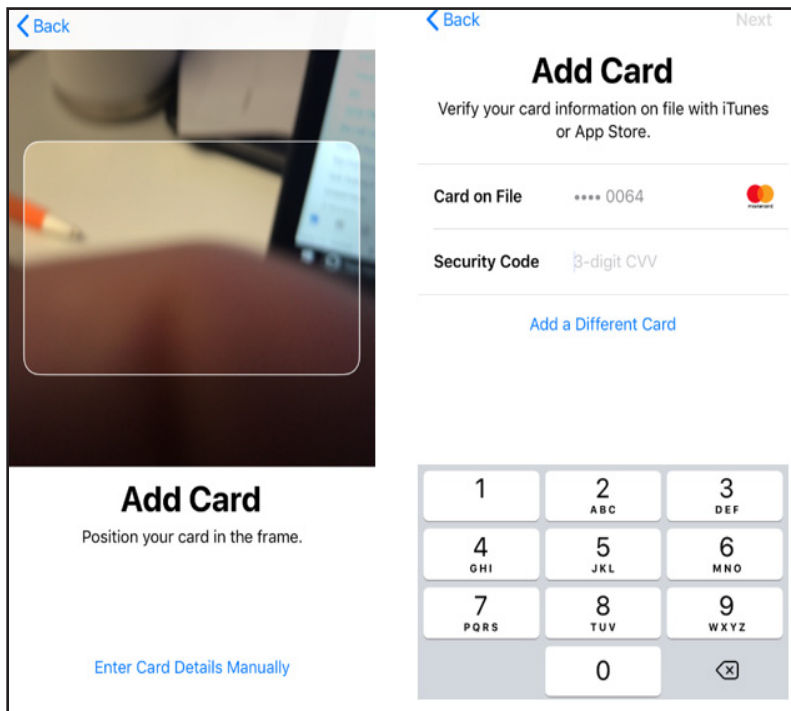 Back
Add Card
Position your card in the frame.
Enter Card Details Manually
Back Next
Add Card
Verify your card information on file with iTunes
or App Store.
Card on File •••• 0064
mastercard
Security Code 3-digit CVV
Add a Different Card
1 2 3
ABC DEF
4 5 6
GHI JKL MNO
7 8 9
PQRS TUV WXYZ
0